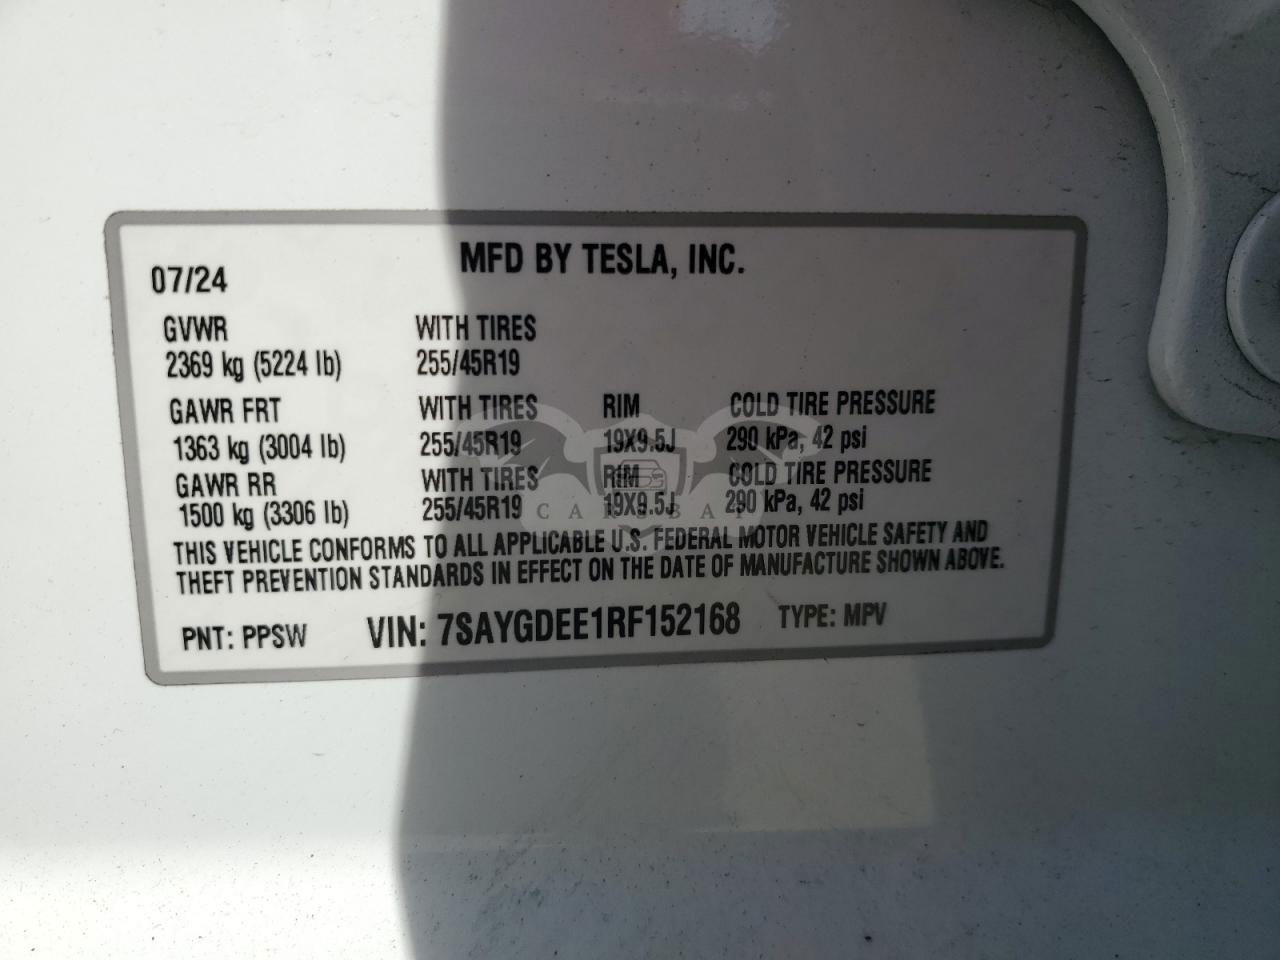 MFD BY TESLA, INC.
07/24
GVWR WITH TIRES
2369 kg (5224 lb) 255/45R19
GAWR FRT WITH TIRES RIM COLD TIRE PRESSURE
1363 kg (3004 lb) 255/45R19 19X9.5J 290 kPa, 42 psi
GAWR RR WITH TIRES RIM COLD TIRE PRESSURE
1500 kg (3306 lb) 255/45R19 19X9.5J 290 kPa, 42 psi
THIS VEHICLE CONFORMS TO ALL APPLICABLE U.S. FEDERAL MOTOR VEHICLE SAFETY AND
THEFT PREVENTION STANDARDS IN EFFECT ON THE DATE OF MANUFACTURE SHOWN ABOVE.
PNT: PPSW VIN: 7SAYGDEE1RF152168 TYPE: MPV